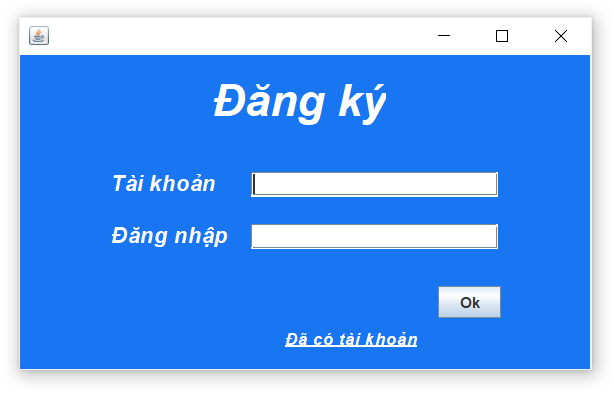 Đăng ký
Tài khoản
Đăng nhập
Ok
Đã có tài khoản